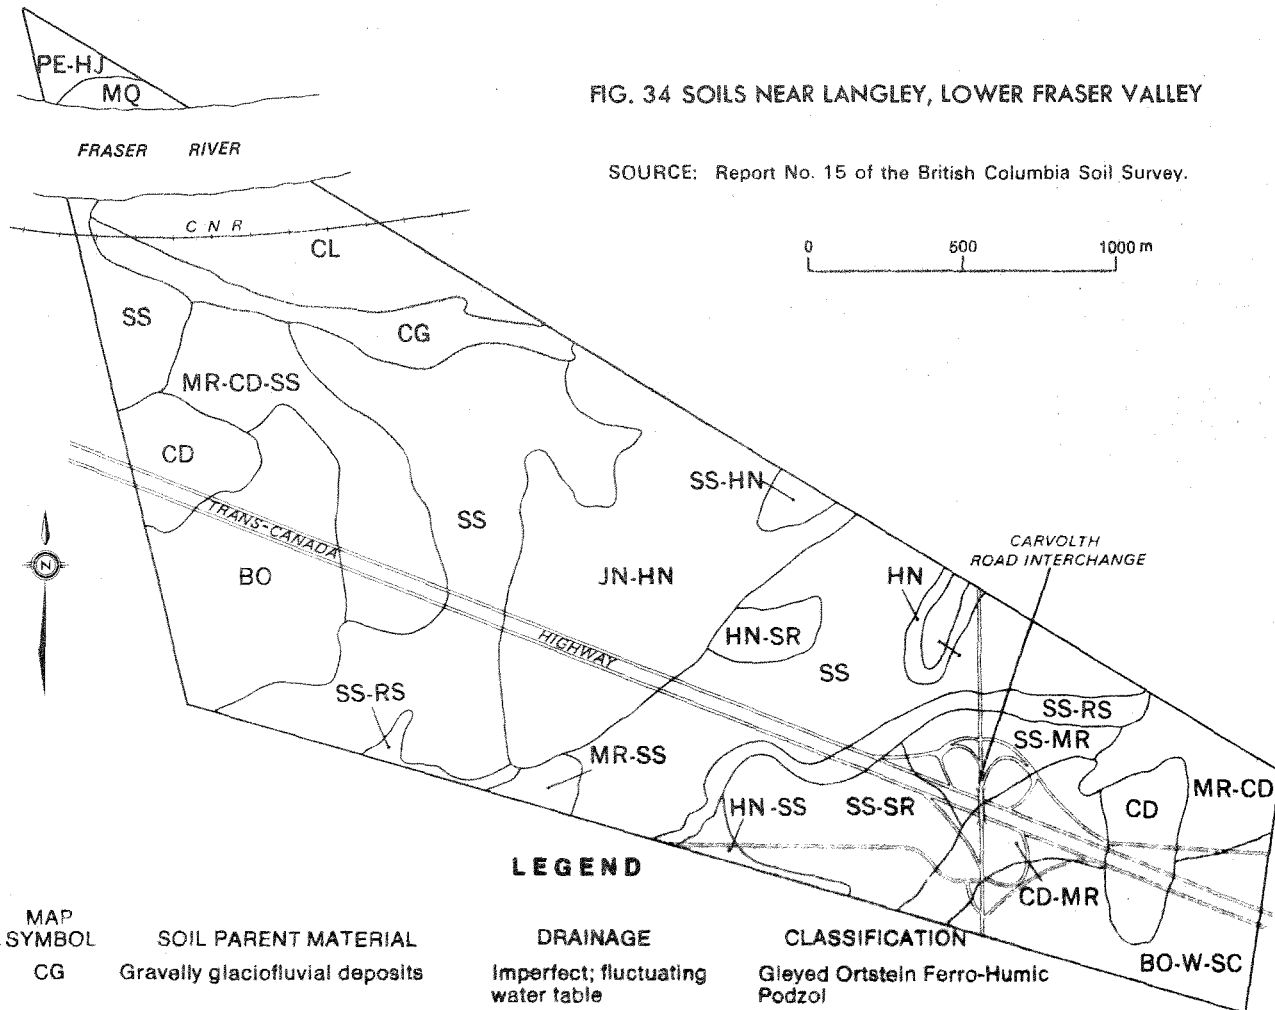 PE-HJ
MQ
FIG. 34 SOILS NEAR LANGLEY, LOWER FRASER VALLEY
FRASER RIVER
SOURCE: Report No. 15 of the British Columbia Soil Survey.
C N R
CL
0 500 1000 m
SS
CG
MR-CD-SS
CD
SS-HN
TRANS-CANADA
SS
N
CARVOLTH
ROAD INTERCHANGE
BO
JN-HN
HN
HN-SR
HIGHWAY
SS
SS-RS
SS-RS
SS-MR
MR-SS
MR-CD
HN-SS
SS-SR
CD
CD-MR
BO-W-SC
LEGEND
MAP
SYMBOL
SOIL PARENT MATERIAL
DRAINAGE
CLASSIFICATION
CG
Gravelly glaciofluvial deposits
Imperfect; fluctuating
water table
Gleyed Ortstein Ferro-Humic
Podzol